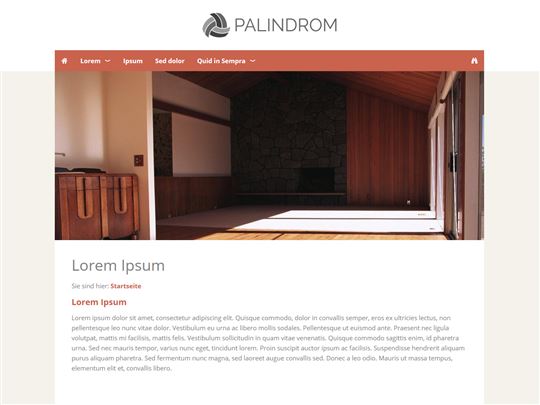 PALINDROM
Lorem Ipsum Sed dolor Quid in Sempra
Lorem Ipsum
Sie sind hier: Startseite
Lorem Ipsum
Lorem ipsum dolor sit amet, consectetur adipiscing elit. Quisque commodo, dolor in convallis semper, eros ex ultricies lectus, non
pellentesque leo nunc vitae dolor. Vestibulum eu urna ac libero mollis sodales. Pellentesque ut euismod ante. Praesent nec ligula
volutpat, mattis mi facilisis, mattis felis. Vestibulum sollicitudin in quam vitae venenatis. Quisque commodo sagittis enim, id pharetra
urna. Sed nec mauris tempor, varius nunc eget, tincidunt lorem. Proin suscipit auctor ipsum ac facilisis. Suspendisse hendrerit aliquam
purus aliquam pharetra. Sed fermentum nunc magna, sed laoreet augue convallis sed. Donec a leo odio. Mauris ut massa tempus,
elementum elit et, convallis libero.